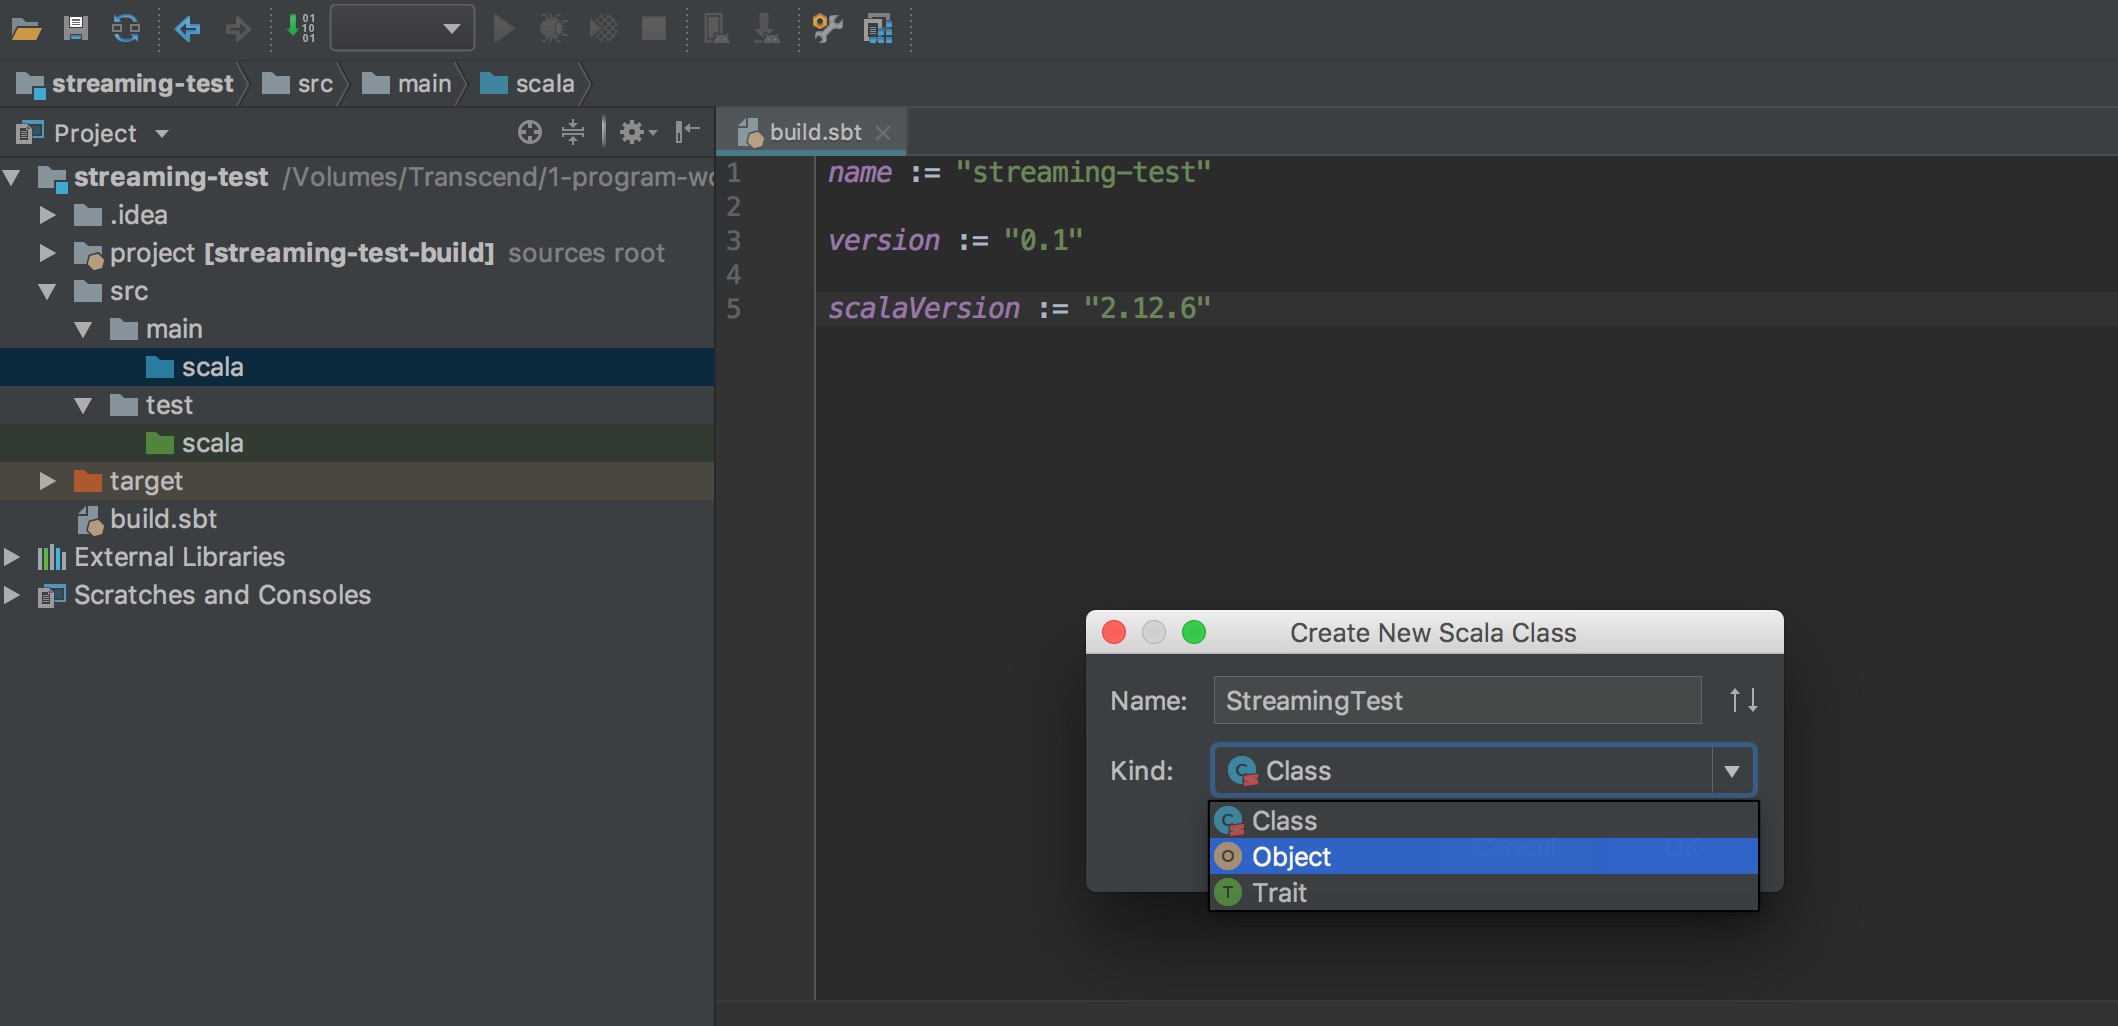 streaming-test src main scala
Project
build.sbt
streaming-test /Volumes/Transcend/1-program-wo
.idea
project [streaming-test-build] sources root
src
main
scala
test
scala
target
build.sbt
External Libraries
Scratches and Consoles
1 name := "streaming-test"
2
3 version := "0.1"
4
5 scalaVersion := "2.12.6"
Create New Scala Class
Name: StreamingTest
Kind: Class
Class
Object
Trait